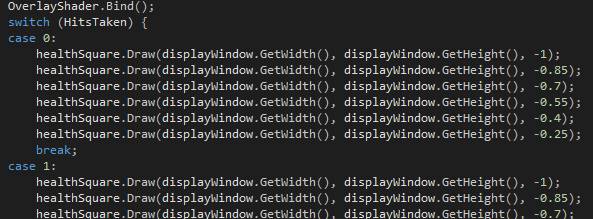 OverlayShader.Bind();
switch (HitsTaken) {
case 0:
    healthSquare.Draw(displayWindow.GetWidth(), displayWindow.GetHeight(), -1);
    healthSquare.Draw(displayWindow.GetWidth(), displayWindow.GetHeight(), -0.85);
    healthSquare.Draw(displayWindow.GetWidth(), displayWindow.GetHeight(), -0.7);
    healthSquare.Draw(displayWindow.GetWidth(), displayWindow.GetHeight(), -0.55);
    healthSquare.Draw(displayWindow.GetWidth(), displayWindow.GetHeight(), -0.4);
    healthSquare.Draw(displayWindow.GetWidth(), displayWindow.GetHeight(), -0.25);
    break;
case 1:
    healthSquare.Draw(displayWindow.GetWidth(), displayWindow.GetHeight(), -1);
    healthSquare.Draw(displayWindow.GetWidth(), displayWindow.GetHeight(), -0.85);
    healthSquare.Draw(displayWindow.GetWidth(), displayWindow.GetHeight(), -0.7);